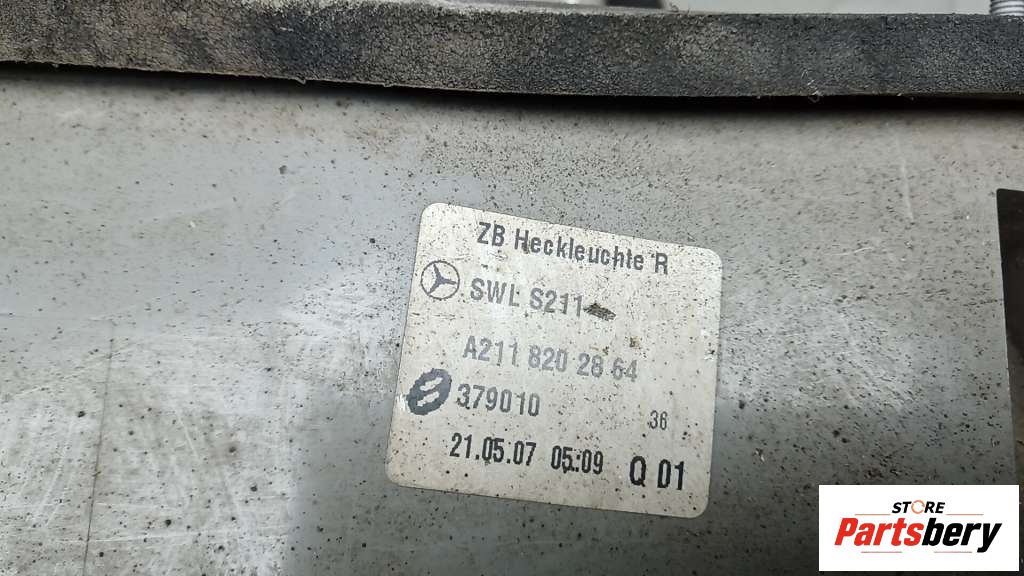 ZB Heckleuchte R
SWL S211
A211 820 28 64
379010 36
21.05.07 05:09 Q 01
STORE
Partsbery